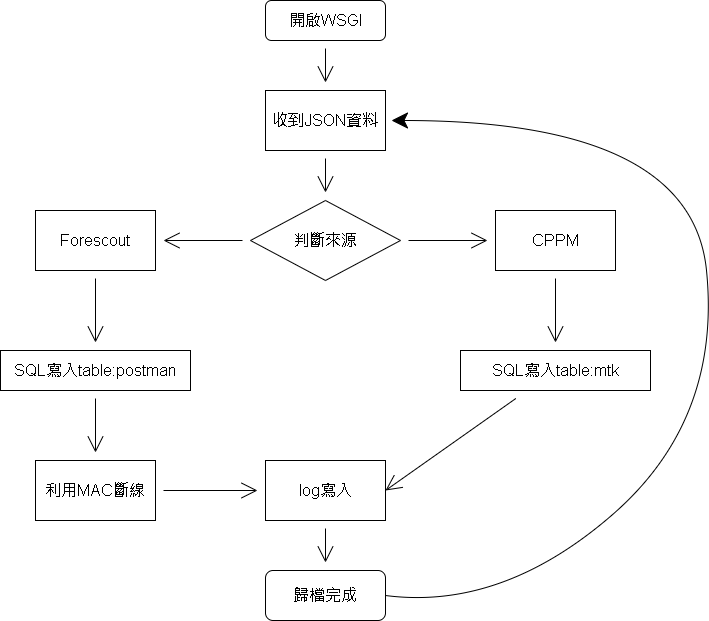 開啟WSGI
收到JSON資料
Forescout
判斷來源
CPPM
SQL寫入table:postman
SQL寫入table:mtk
利用MAC斷線
log寫入
歸檔完成